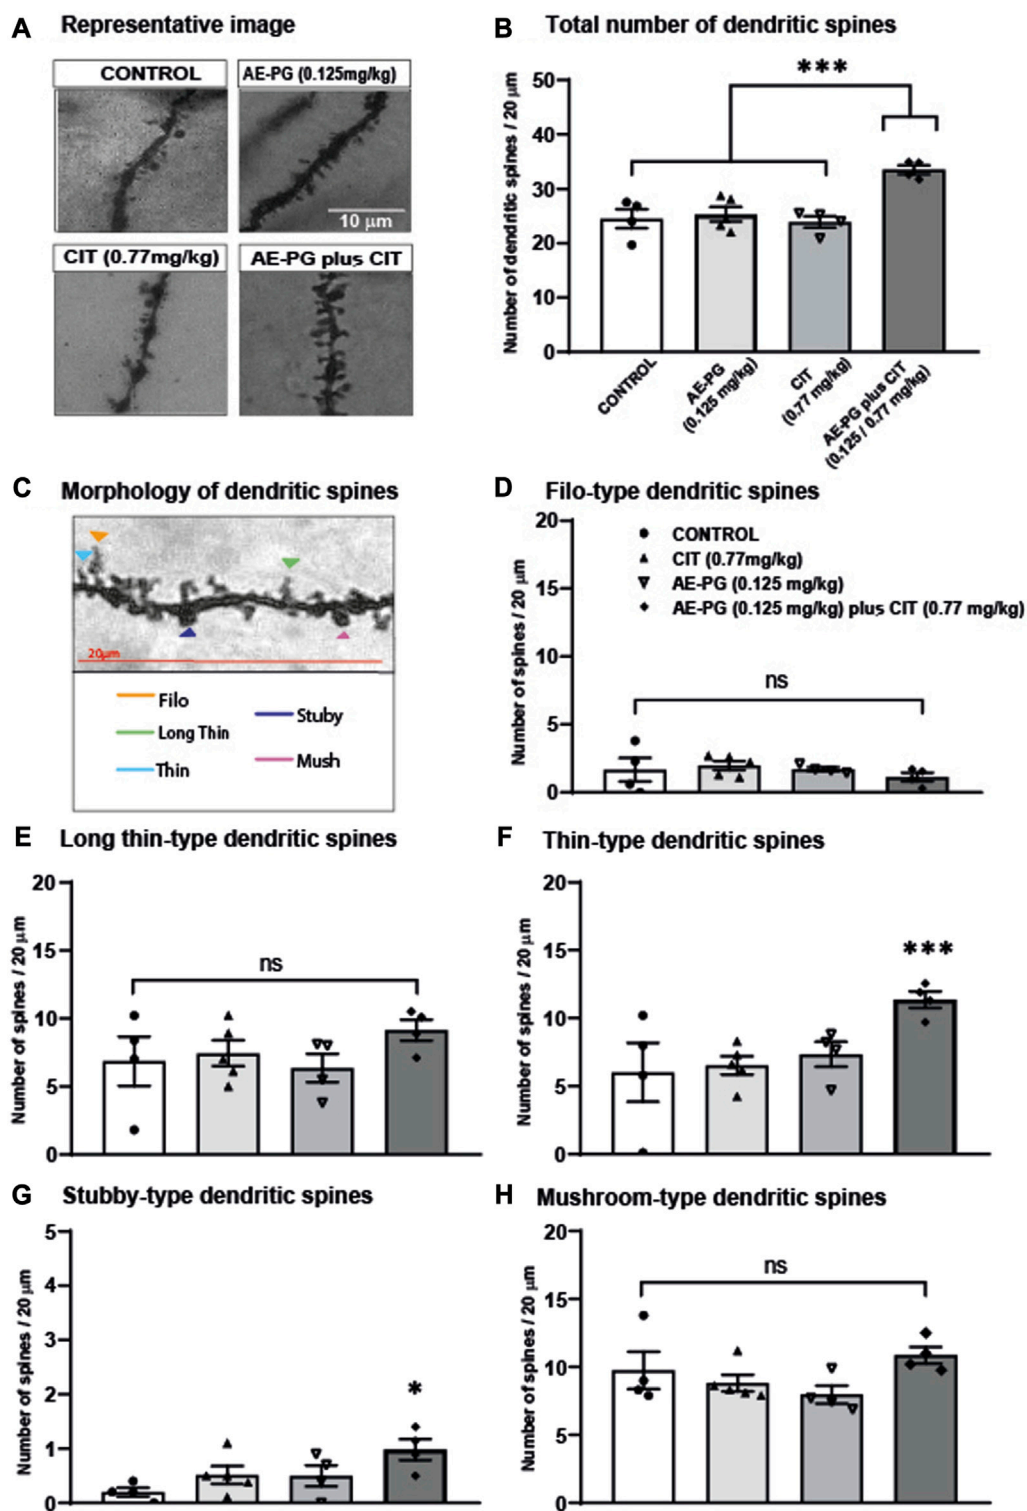 A Representative image
CONTROL
AE-PG (0.125mg/kg)
10 μm
CIT (0.77mg/kg)
AE-PG plus CIT
B Total number of dendritic spines
***
Number of dendritic spines / 20 μm
50
40
30
20
10
0
CONTROL
AE-PG
(0.125 mg/kg)
CIT
(0.77 mg/kg)
AE-PG plus CIT
(0.125 / 0.77 mg/kg)
C Morphology of dendritic spines
20μm
Filo
Long Thin
Thin
Stuby
Mush
D Filo-type dendritic spines
Number of spines / 20 μm
20
15
10
5
0
CONTROL
CIT (0.77mg/kg)
AE-PG (0.125 mg/kg)
AE-PG (0.125 mg/kg) plus CIT (0.77 mg/kg)
ns
E Long thin-type dendritic spines
Number of spines / 20 μm
20
15
10
5
0
ns
F Thin-type dendritic spines
Number of spines / 20 μm
20
15
10
5
0
***
G Stubby-type dendritic spines
Number of spines / 20 μm
5
4
3
2
1
0
*
H Mushroom-type dendritic spines
Number of spines / 20 μm
20
15
10
5
0
ns